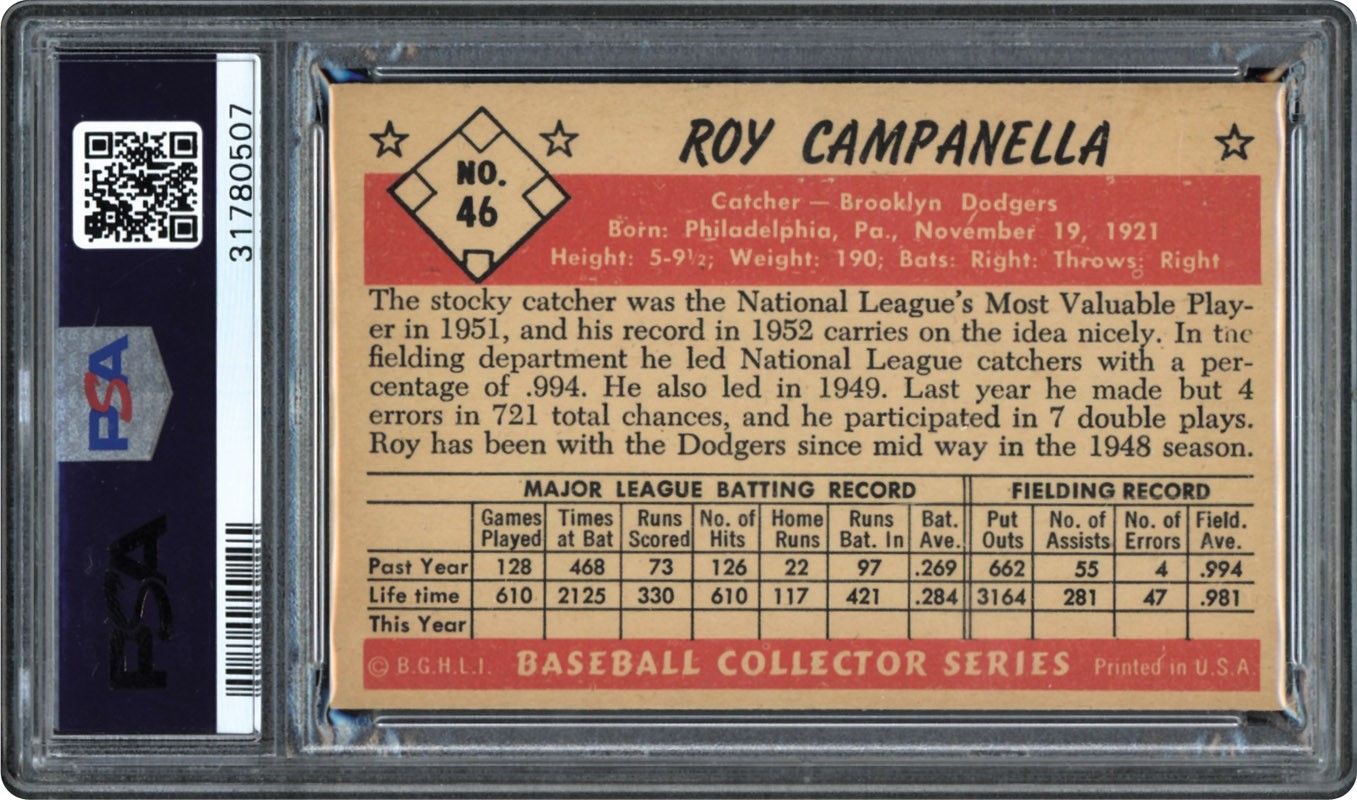 31780507
PSA
PSA
NO.
46
ROY CAMPANELLA
Catcher — Brooklyn Dodgers
Born: Philadelphia, Pa., November 19, 1921
Height: 5-9½; Weight: 190; Bats: Right: Throws: Right
The stocky catcher was the National League's Most Valuable Play-
er in 1951, and his record in 1952 carries on the idea nicely. In the
fielding department he led National League catchers with a per-
centage of .994. He also led in 1949. Last year he made but 4
errors in 721 total chances, and he participated in 7 double plays.
Roy has been with the Dodgers since mid way in the 1948 season.
MAJOR LEAGUE BATTING RECORD FIELDING RECORD
Games Times Runs No. of Home Runs Bat. Put No. of No. of Field.
Played at Bat Scored Hits Runs Bat. In Ave. Outs Assists Errors Ave.
Past Year 128 468 73 126 22 97 .269 662 55 4 .994
Life time 610 2125 330 610 117 421 .284 3164 281 47 .981
This Year
© B.G.H.L.I. BASEBALL COLLECTOR SERIES Printed in U.S.A.